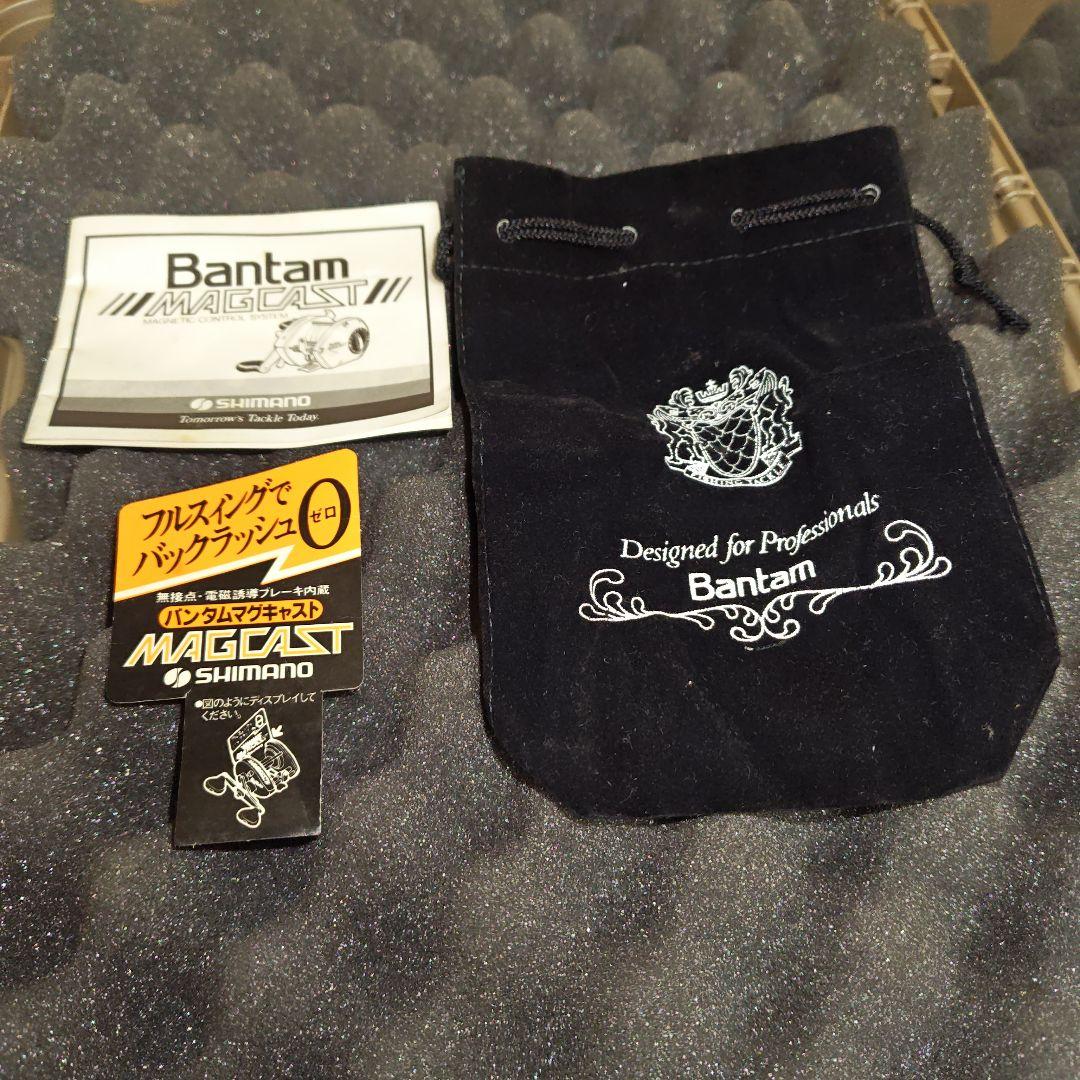 Bantam
MAGCAST
MAGNETIC CONTROL SYSTEM
SHIMANO
Tomorrow's Tackle Today.
フルスイングで
バックラッシュ0
ゼロ
無接点・電磁誘導ブレーキ内蔵
バンタムマグキャスト
MAGCAST
SHIMANO
●図のようにディスプレイして
ください。
FISHING TACKLE
Designed for Professionals
Bantam